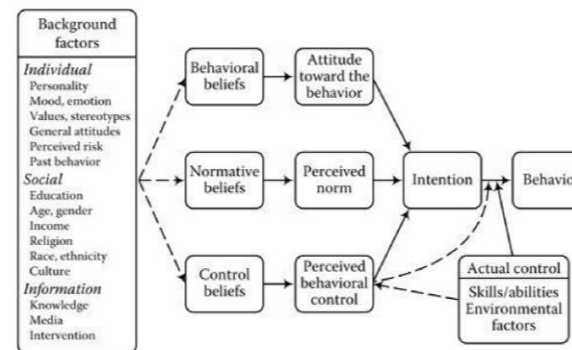 Background
factors
Individual
Personality
Mood, emotion
Values, stereotypes
General attitudes
Perceived risk
Past behavior
Social
Education
Age, gender
Income
Religion
Race, ethnicity
Culture
Information
Knowledge
Media
Intervention
Behavioral
beliefs
Attitude
toward the
behavior
Normative
beliefs
Perceived
norm
Intention
Behavio
Control
beliefs
Perceived
behavioral
control
Actual control
Skills/abilities
Environmental
factors